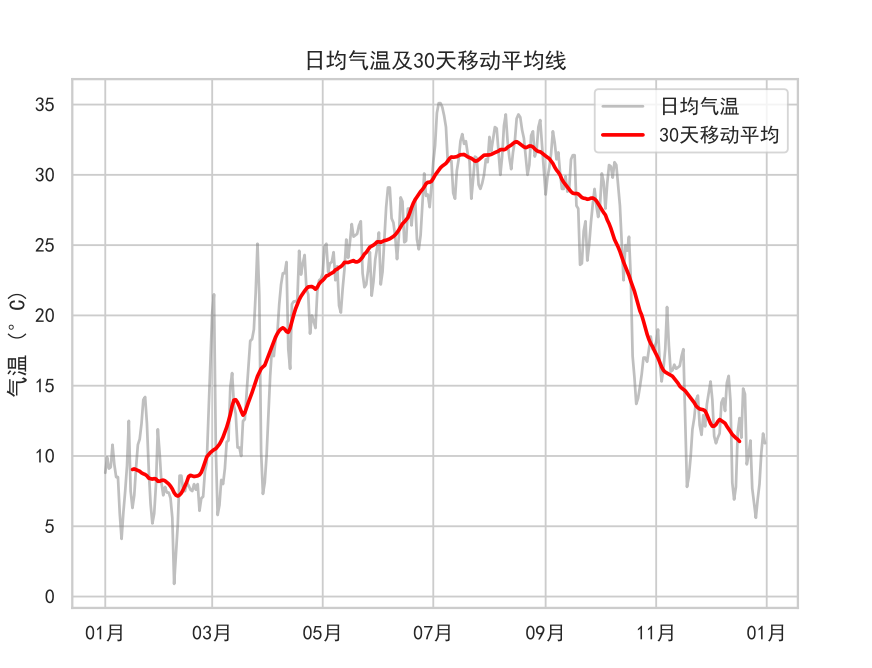 日均气温及30天移动平均线
日均气温
30天移动平均
气温 (°C)
35
30
25
20
15
10
5
0
01月
03月
05月
07月
09月
11月
01月